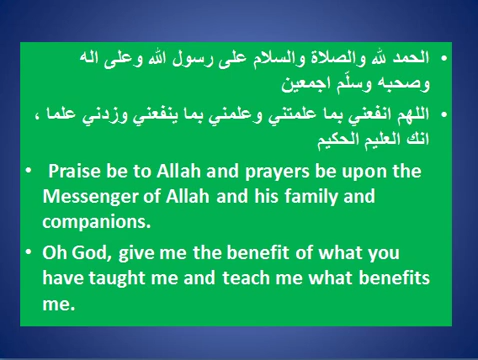 • الحمد لله والصلاة والسلام على رسول الله وعلى اله
وصحبه وسلّم اجمعين
• اللهم انفعني بما علمتني وعلمني بما ينفعني وزدني علما ،
انك العليم الحكيم
• Praise be to Allah and prayers be upon the
Messenger of Allah and his family and
companions.
• Oh God, give me the benefit of what you
have taught me and teach me what benefits
me.